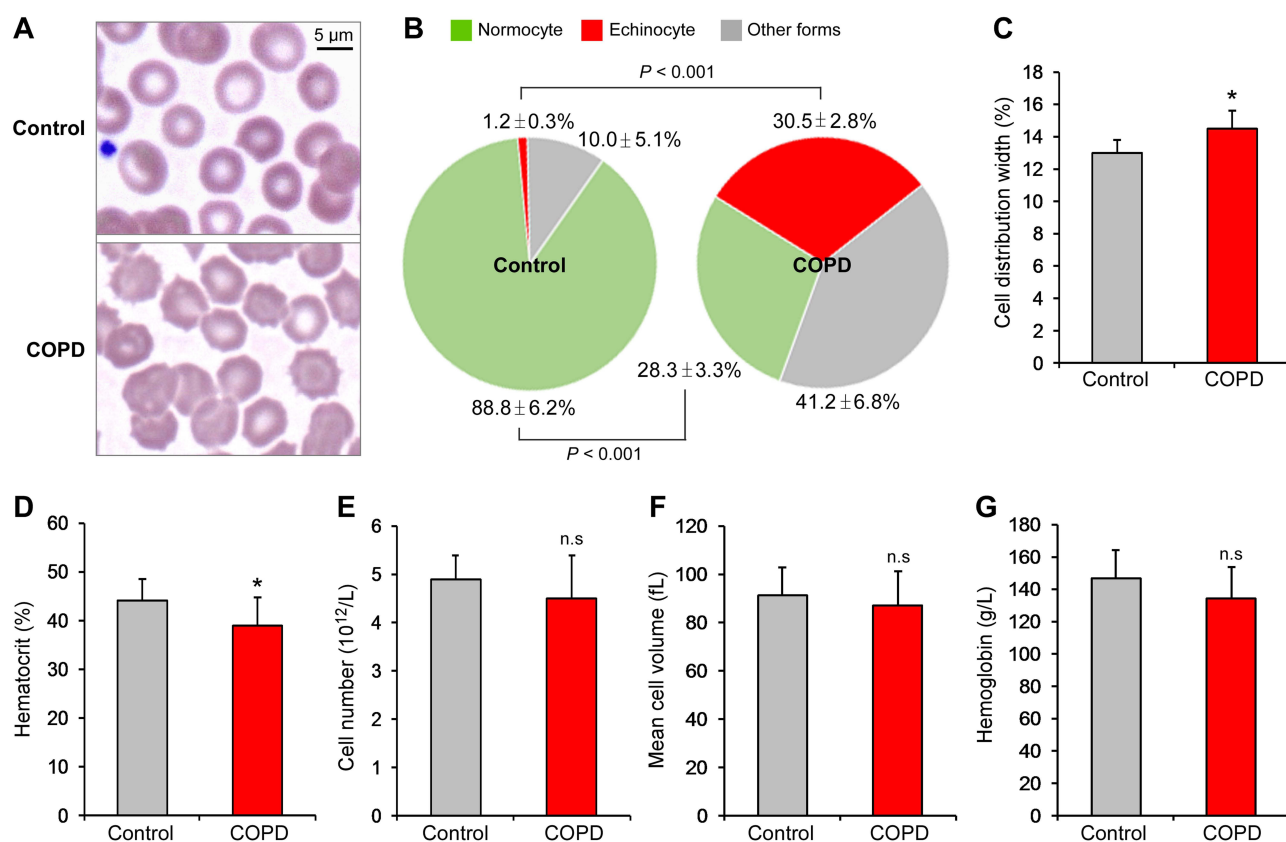 A
5 µm
Control
COPD
B
Normocyte
Echinocyte
Other forms
P < 0.001
1.2 ± 0.3%
10.0 ± 5.1%
30.5 ± 2.8%
Control
COPD
28.3 ± 3.3%
88.8 ± 6.2%
41.2 ± 6.8%
P < 0.001
C
Cell distribution width (%)
18
16
14
12
10
8
6
4
2
0
*
Control
COPD
D
Hematocrit (%)
60
50
40
30
20
10
0
*
Control
COPD
E
Cell number (10¹²/L)
6
5
4
3
2
1
0
n.s
Control
COPD
F
Mean cell volume (fL)
120
100
80
60
40
20
0
n.s
Control
COPD
G
Hemoglobin (g/L)
180
160
140
120
100
80
60
40
20
0
n.s
Control
COPD